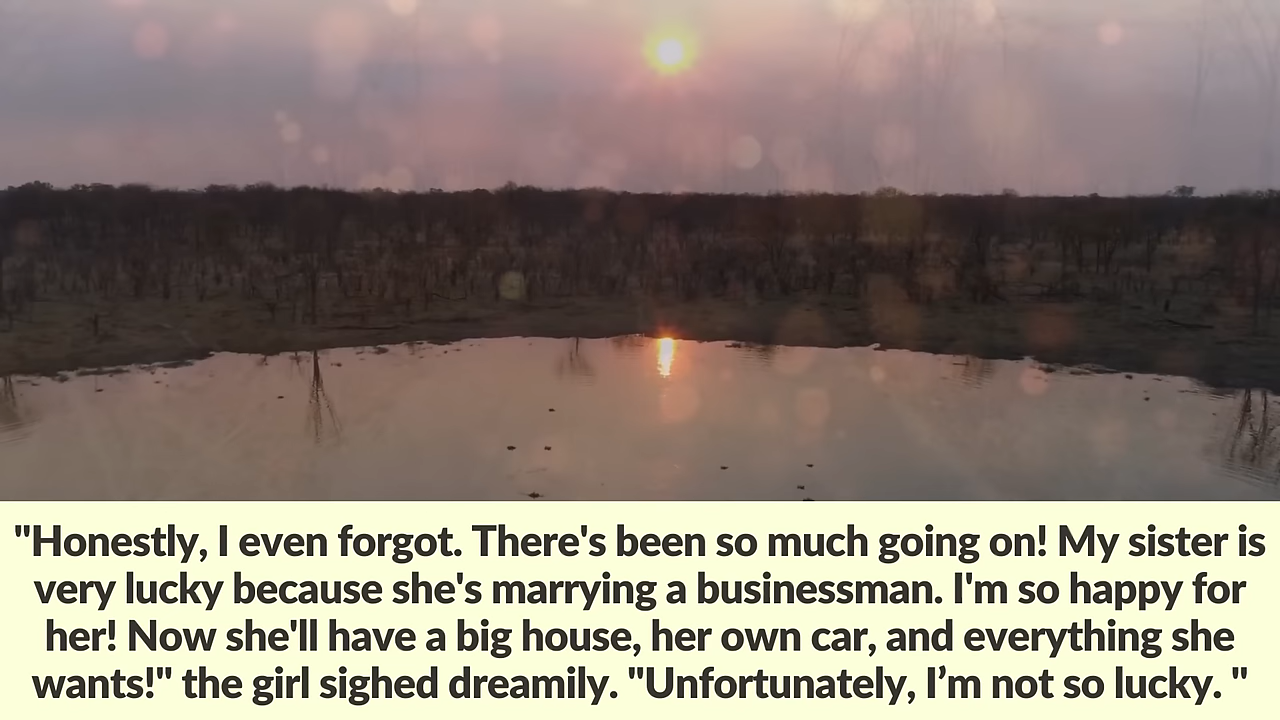 "Honestly, I even forgot. There's been so much going on! My sister is
very lucky because she's marrying a businessman. I'm so happy for
her! Now she'll have a big house, her own car, and everything she
wants!" the girl sighed dreamily. "Unfortunately, I’m not so lucky. "